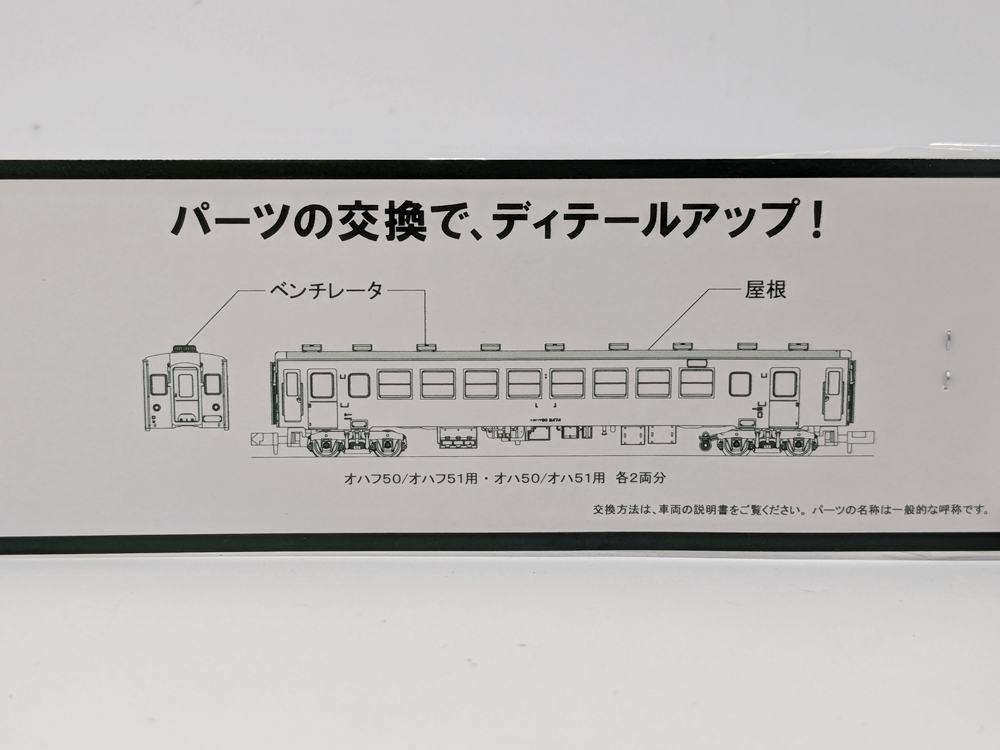 パーツの交換で、ディテールアップ！
ベンチレータ
屋根
オハフ50/オハフ51用・オハ50/オハ51用 各2両分
交換方法は、車両の説明書をご覧ください。パーツの名称は一般的な呼称です。